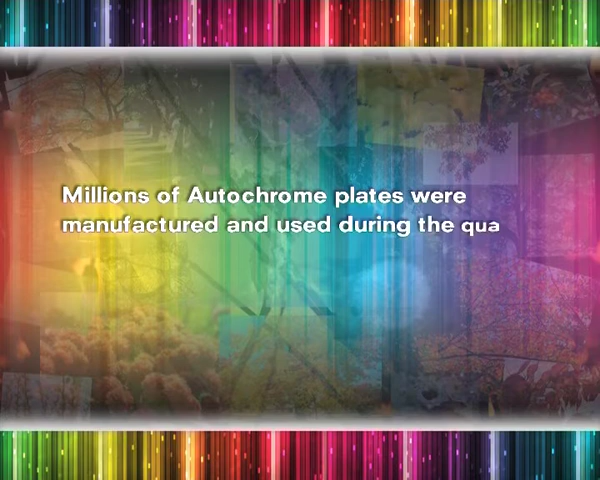 Millions of Autochrome plates were
manufactured and used during the qua